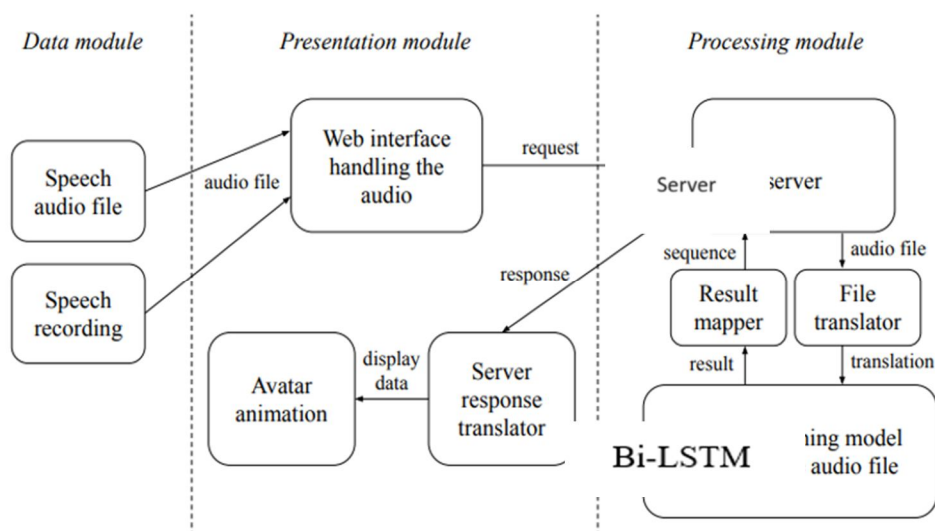 Data module
Presentation module
Processing module
Speech
audio file
Speech
recording
audio file
Web interface
handling the
audio
request
Server
server
sequence
audio file
response
Result
mapper
File
translator
result
translation
Avatar
animation
display
data
Server
response
translator
Bi-LSTM
model
audio file